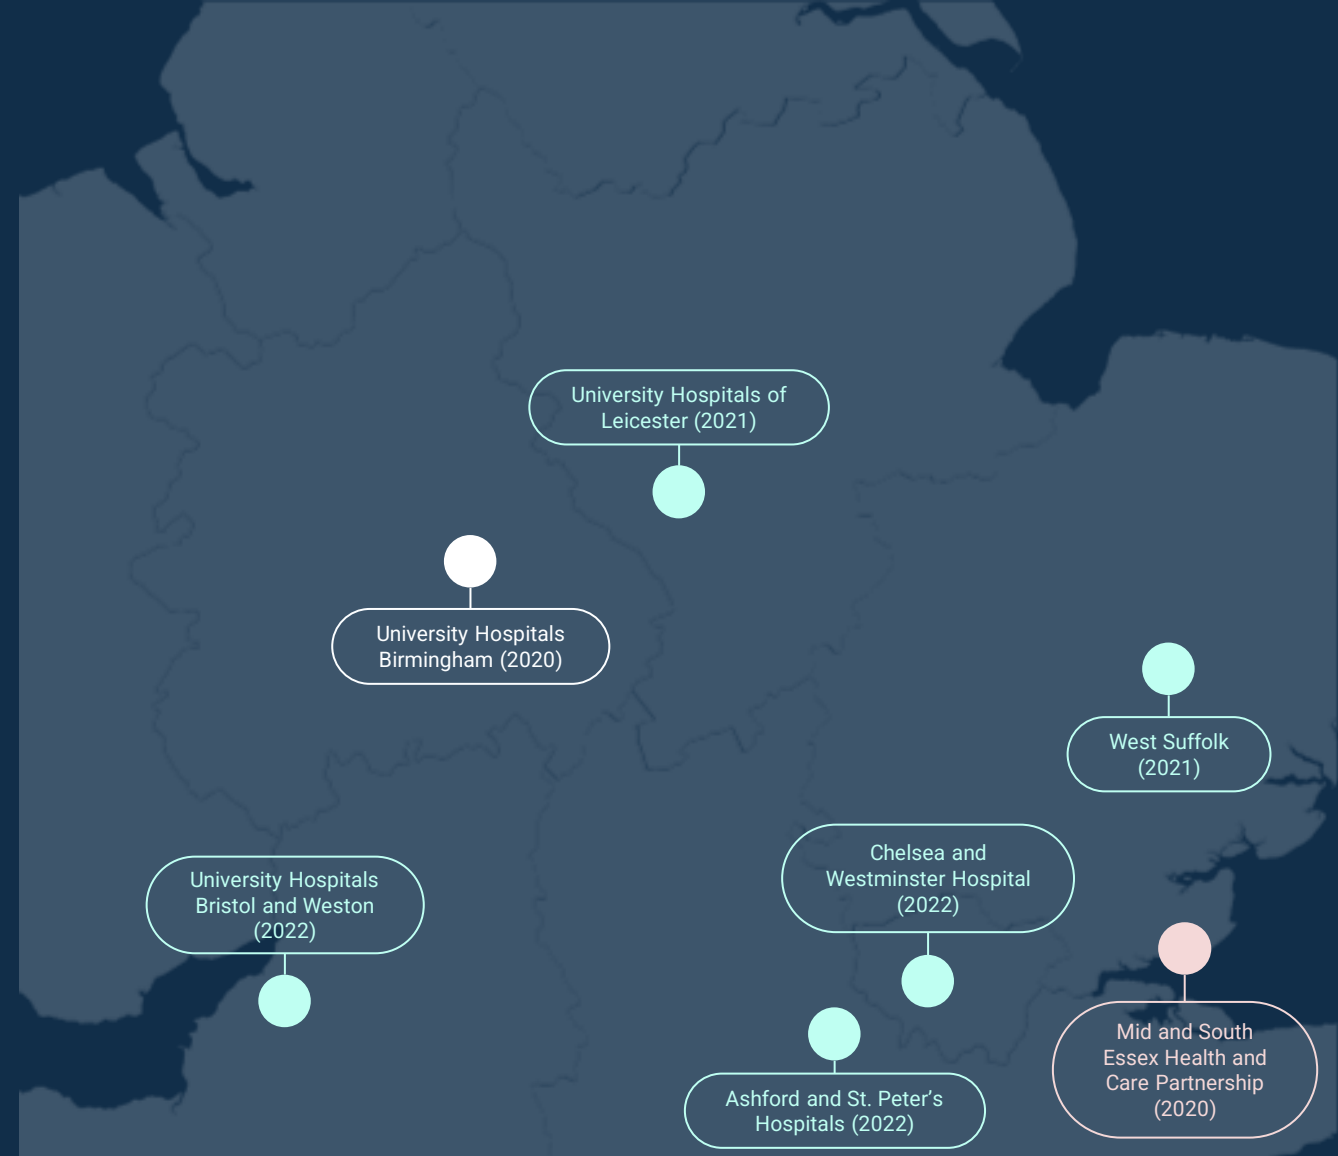 University Hospitals of
Leicester (2021)
University Hospitals
Birmingham (2020)
West Suffolk
(2021)
Chelsea and
Westminster Hospital
(2022)
University Hospitals
Bristol and Weston
(2022)
Mid and South
Essex Health and
Care Partnership
(2020)
Ashford and St. Peter’s
Hospitals (2022)